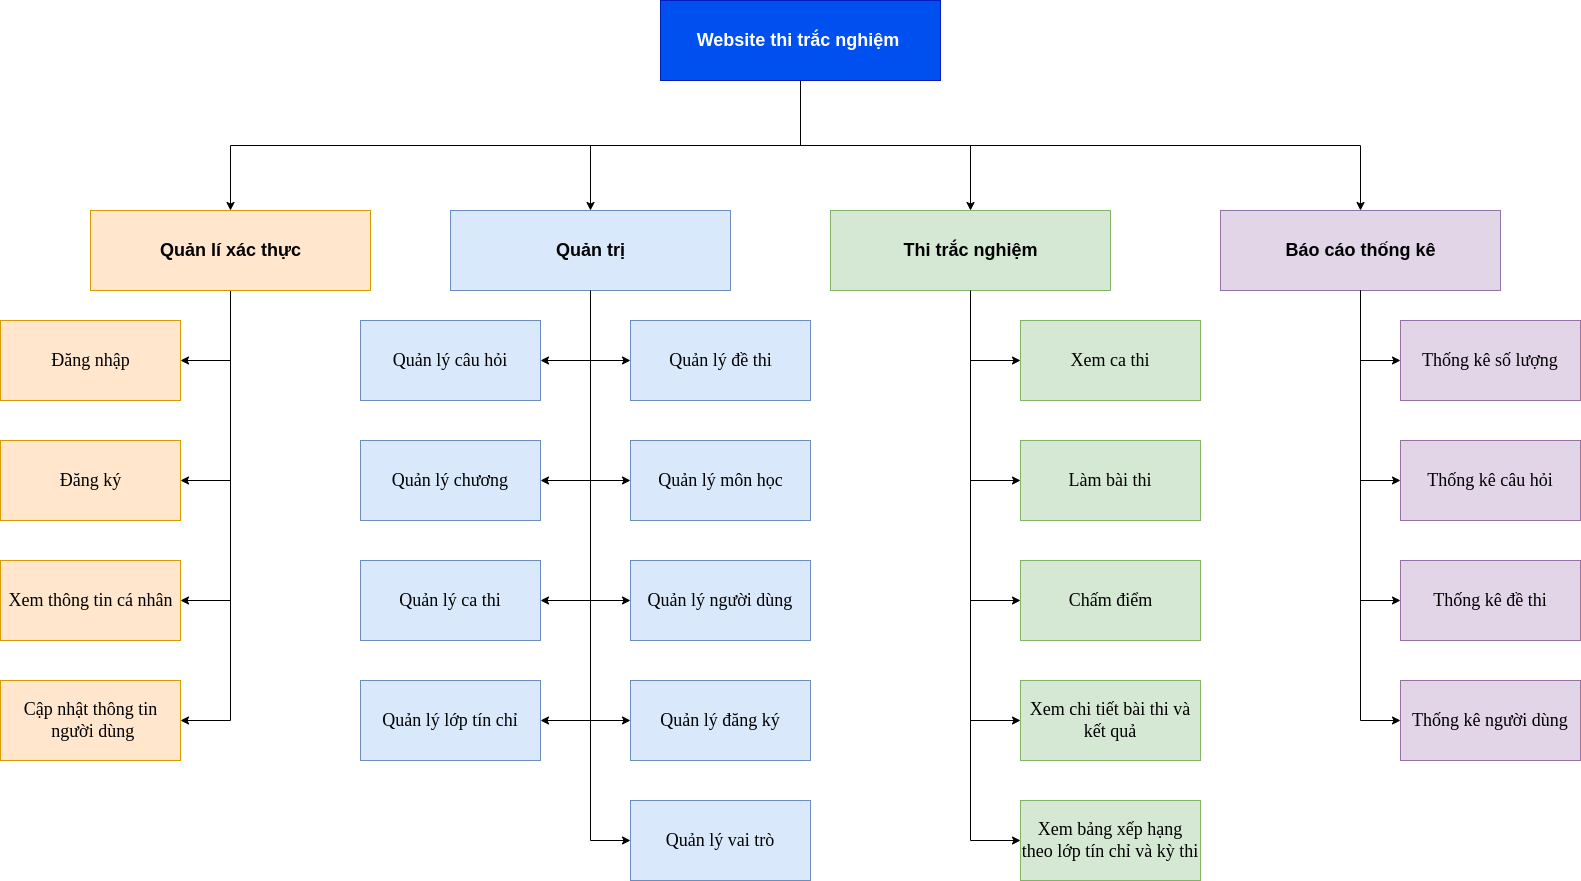 Website thi trắc nghiệm
Quản lí xác thực
Quản trị
Thi trắc nghiệm
Báo cáo thống kê
Đăng nhập
Quản lý câu hỏi
Quản lý đề thi
Xem ca thi
Thống kê số lượng
Đăng ký
Quản lý chương
Quản lý môn học
Làm bài thi
Thống kê câu hỏi
Xem thông tin cá nhân
Quản lý ca thi
Quản lý người dùng
Chấm điểm
Thống kê đề thi
Cập nhật thông tin
người dùng
Quản lý lớp tín chỉ
Quản lý đăng ký
Xem chi tiết bài thi và
kết quả
Thống kê người dùng
Quản lý vai trò
Xem bảng xếp hạng
theo lớp tín chỉ và kỳ thi